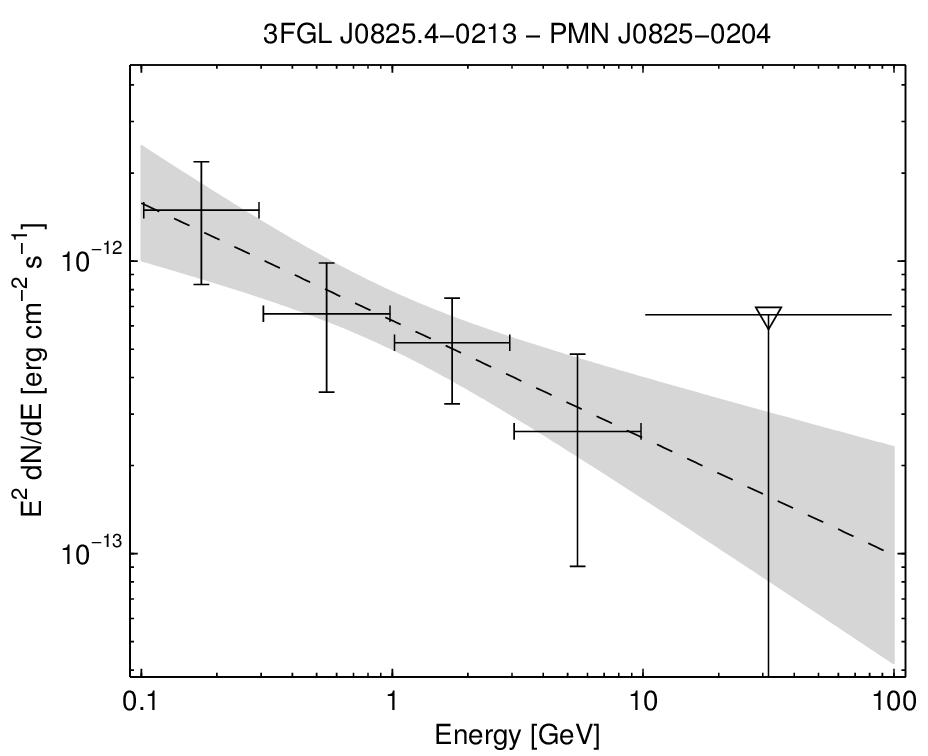 3FGL J0825.4−0213 − PMN J0825−0204
E² dN/dE [erg cm⁻² s⁻¹]
10⁻¹²
10⁻¹³
0.1 1 10 100
Energy [GeV]